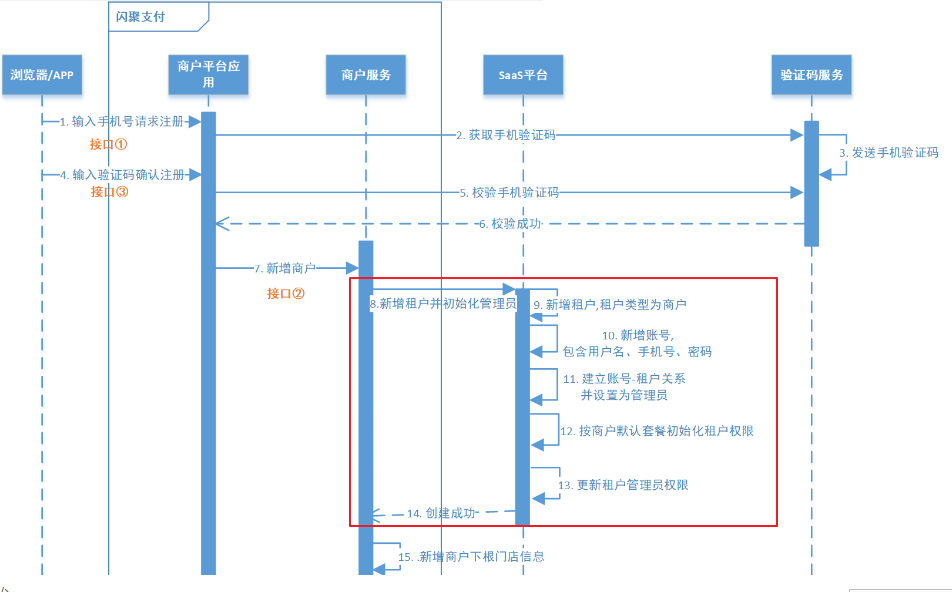 闪聚支付
浏览器/APP
商户平台应
用
商户服务
SaaS平台
验证码服务
1. 输入手机号请求注册
接口①
2. 获取手机验证码
3. 发送手机验证码
4. 输入验证码确认注册
接口③
5. 校验手机验证码
6. 校验成功
7. 新增商户
接口②
8.新增租户并初始化管理员
9. 新增租户,租户类型为商户
10. 新增账号,
包含用户名、手机号、密码
11. 建立账号-租户关系
并设置为管理员
12. 按商户默认套餐初始化租户权限
13. 更新租户管理员权限
14. 创建成功
15. .新增商户下根门店信息